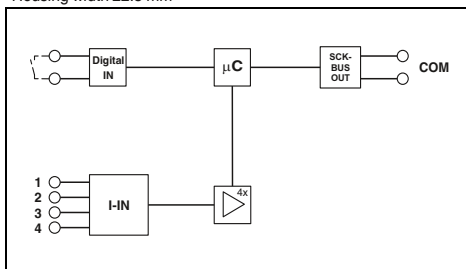 Housing width 22.5 mm
Digital
IN
µC
SCK-
BUS
OUT
COM
1
2
3
4
I-IN
4x